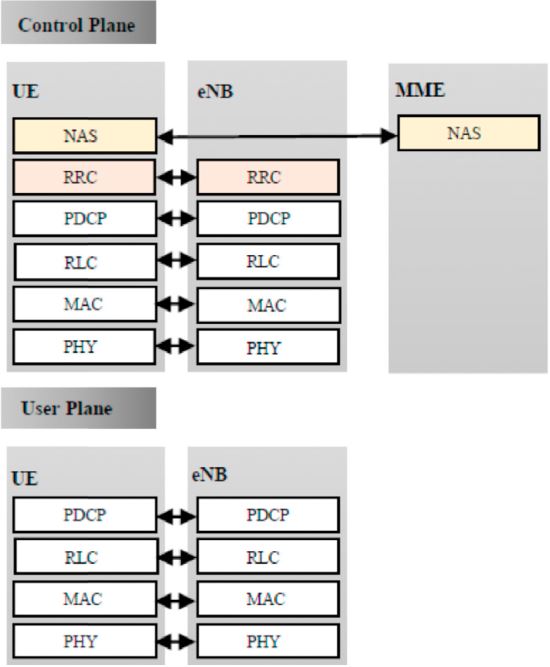 Control Plane
UE
eNB
MME
NAS
NAS
RRC
RRC
PDCP
PDCP
RLC
RLC
MAC
MAC
PHY
PHY
User Plane
UE
eNB
PDCP
PDCP
RLC
RLC
MAC
MAC
PHY
PHY